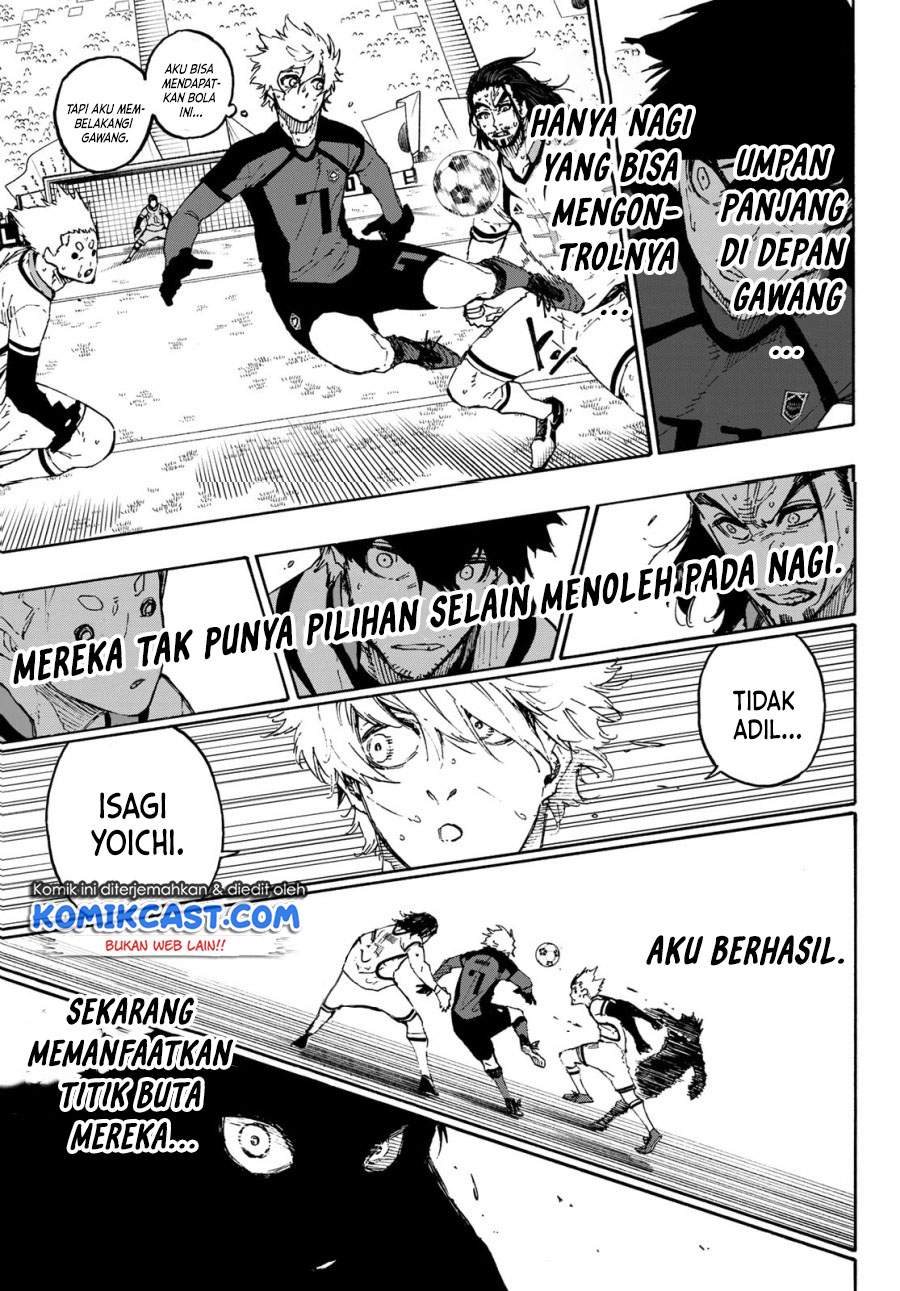 UMPAN
PANJANG
DI DEPAN
GAWANG
...
HANYA NAGI
YANG BISA
MENGON-
TROLNYA
...
AKU BISA
MENDAPAT-
KAN BOLA
INI...
TAPI AKU MEM-
BELAKANGI
GAWANG.
7
MEREKA TAK PUNYA PILIHAN SELAIN MENOLEH PADA NAGI.
TIDAK
ADIL...
ISAGI
YOICHI.
Komik ini diterjemahkan & diedit oleh
KOMIKCAST.COM
BUKAN WEB LAIN!!
AKU BERHASIL.
7
SEKARANG
MEMANFAATKAN
TITIK BUTA
MEREKA...